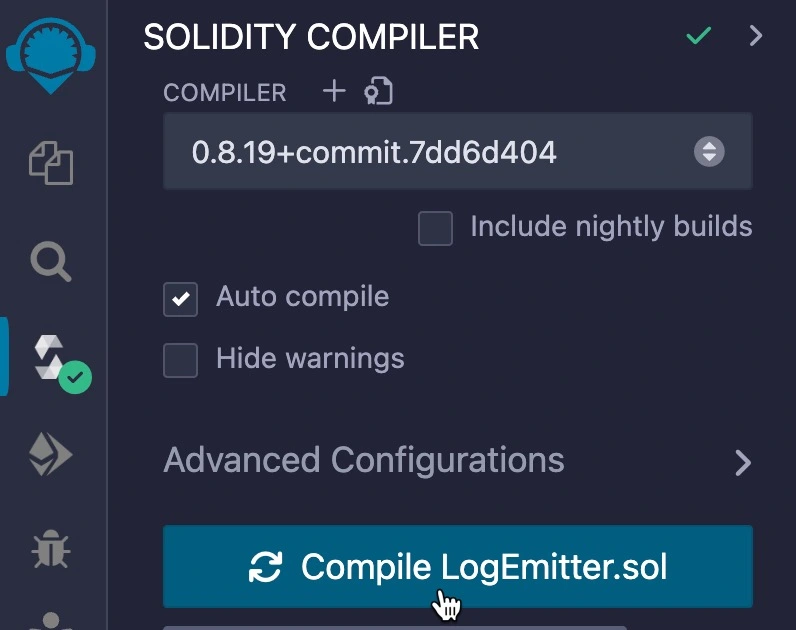 SOLIDITY COMPILER
COMPILER
0.8.19+commit.7dd6d404
Include nightly builds
Auto compile
Hide warnings
Advanced Configurations
Compile LogEmitter.sol